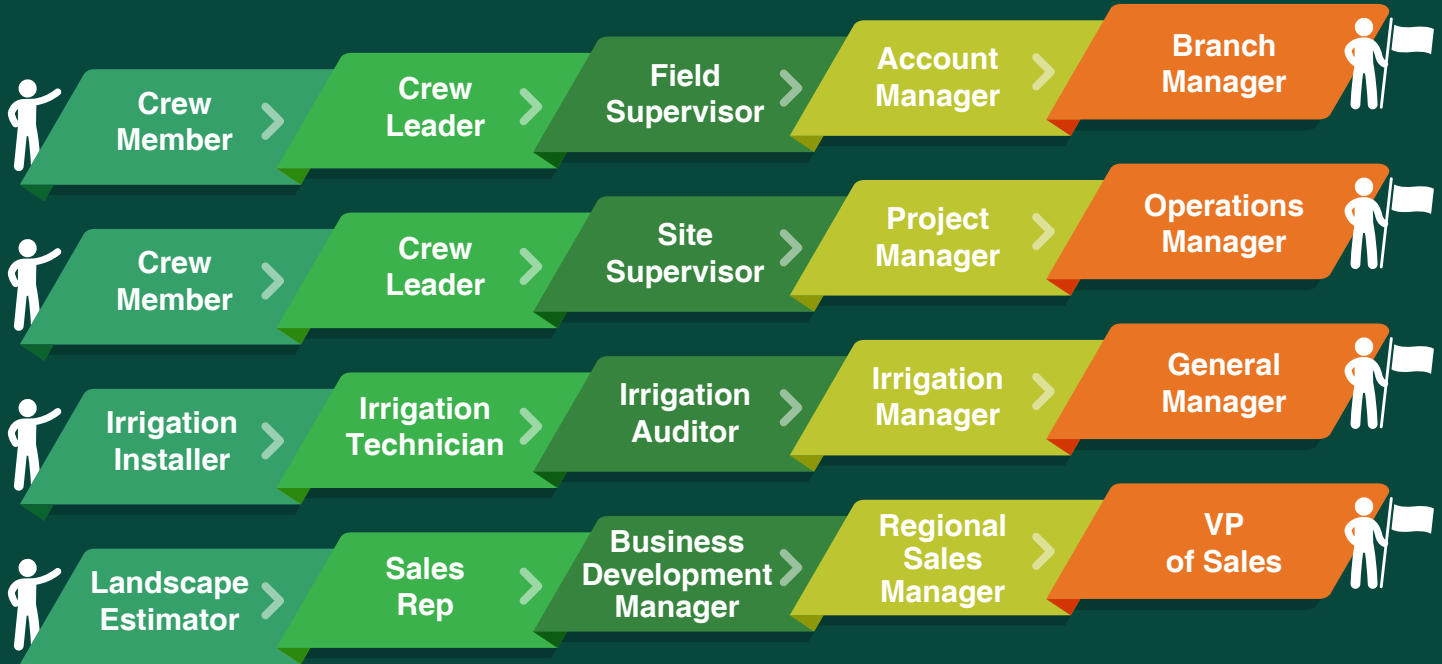 Crew
Member
Crew
Leader
Field
Supervisor
Account
Manager
Branch
Manager
Crew
Member
Crew
Leader
Site
Supervisor
Project
Manager
Operations
Manager
Irrigation
Installer
Irrigation
Technician
Irrigation
Auditor
Irrigation
Manager
General
Manager
Landscape
Estimator
Sales
Rep
Business
Development
Manager
Regional
Sales
Manager
VP
of Sales